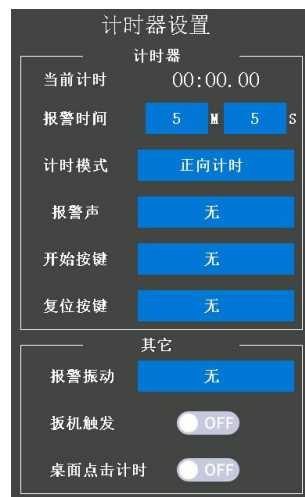 计时器设置
计时器
当前计时 00:00.00
报警时间 5 M 5 S
计时模式 正向计时
报警声 无
开始按键 无
复位按键 无
其它
报警振动 无
扳机触发 OFF
桌面点击计时 OFF